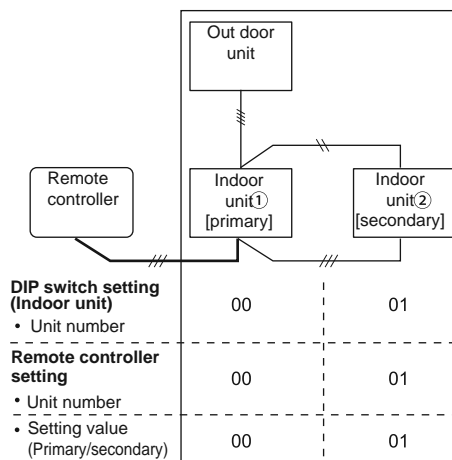 Out door
unit
Remote
controller
Indoor
unit①
[primary]
Indoor
unit②
[secondary]
DIP switch setting
(Indoor unit)
• Unit number
00
01
Remote controller
setting
• Unit number
00
01
• Setting value
(Primary/secondary)
00
01